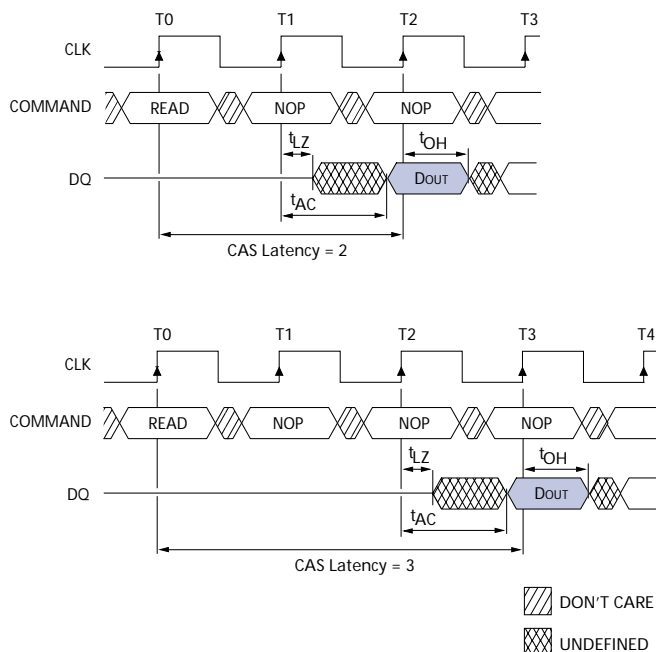 T0 T1 T2 T3
CLK
COMMAND READ NOP NOP
tLZ tOH
DQ DOUT
tAC
CAS Latency = 2
T0 T1 T2 T3 T4
CLK
COMMAND READ NOP NOP NOP
tLZ tOH
DQ DOUT
tAC
CAS Latency = 3
DON'T CARE
UNDEFINED